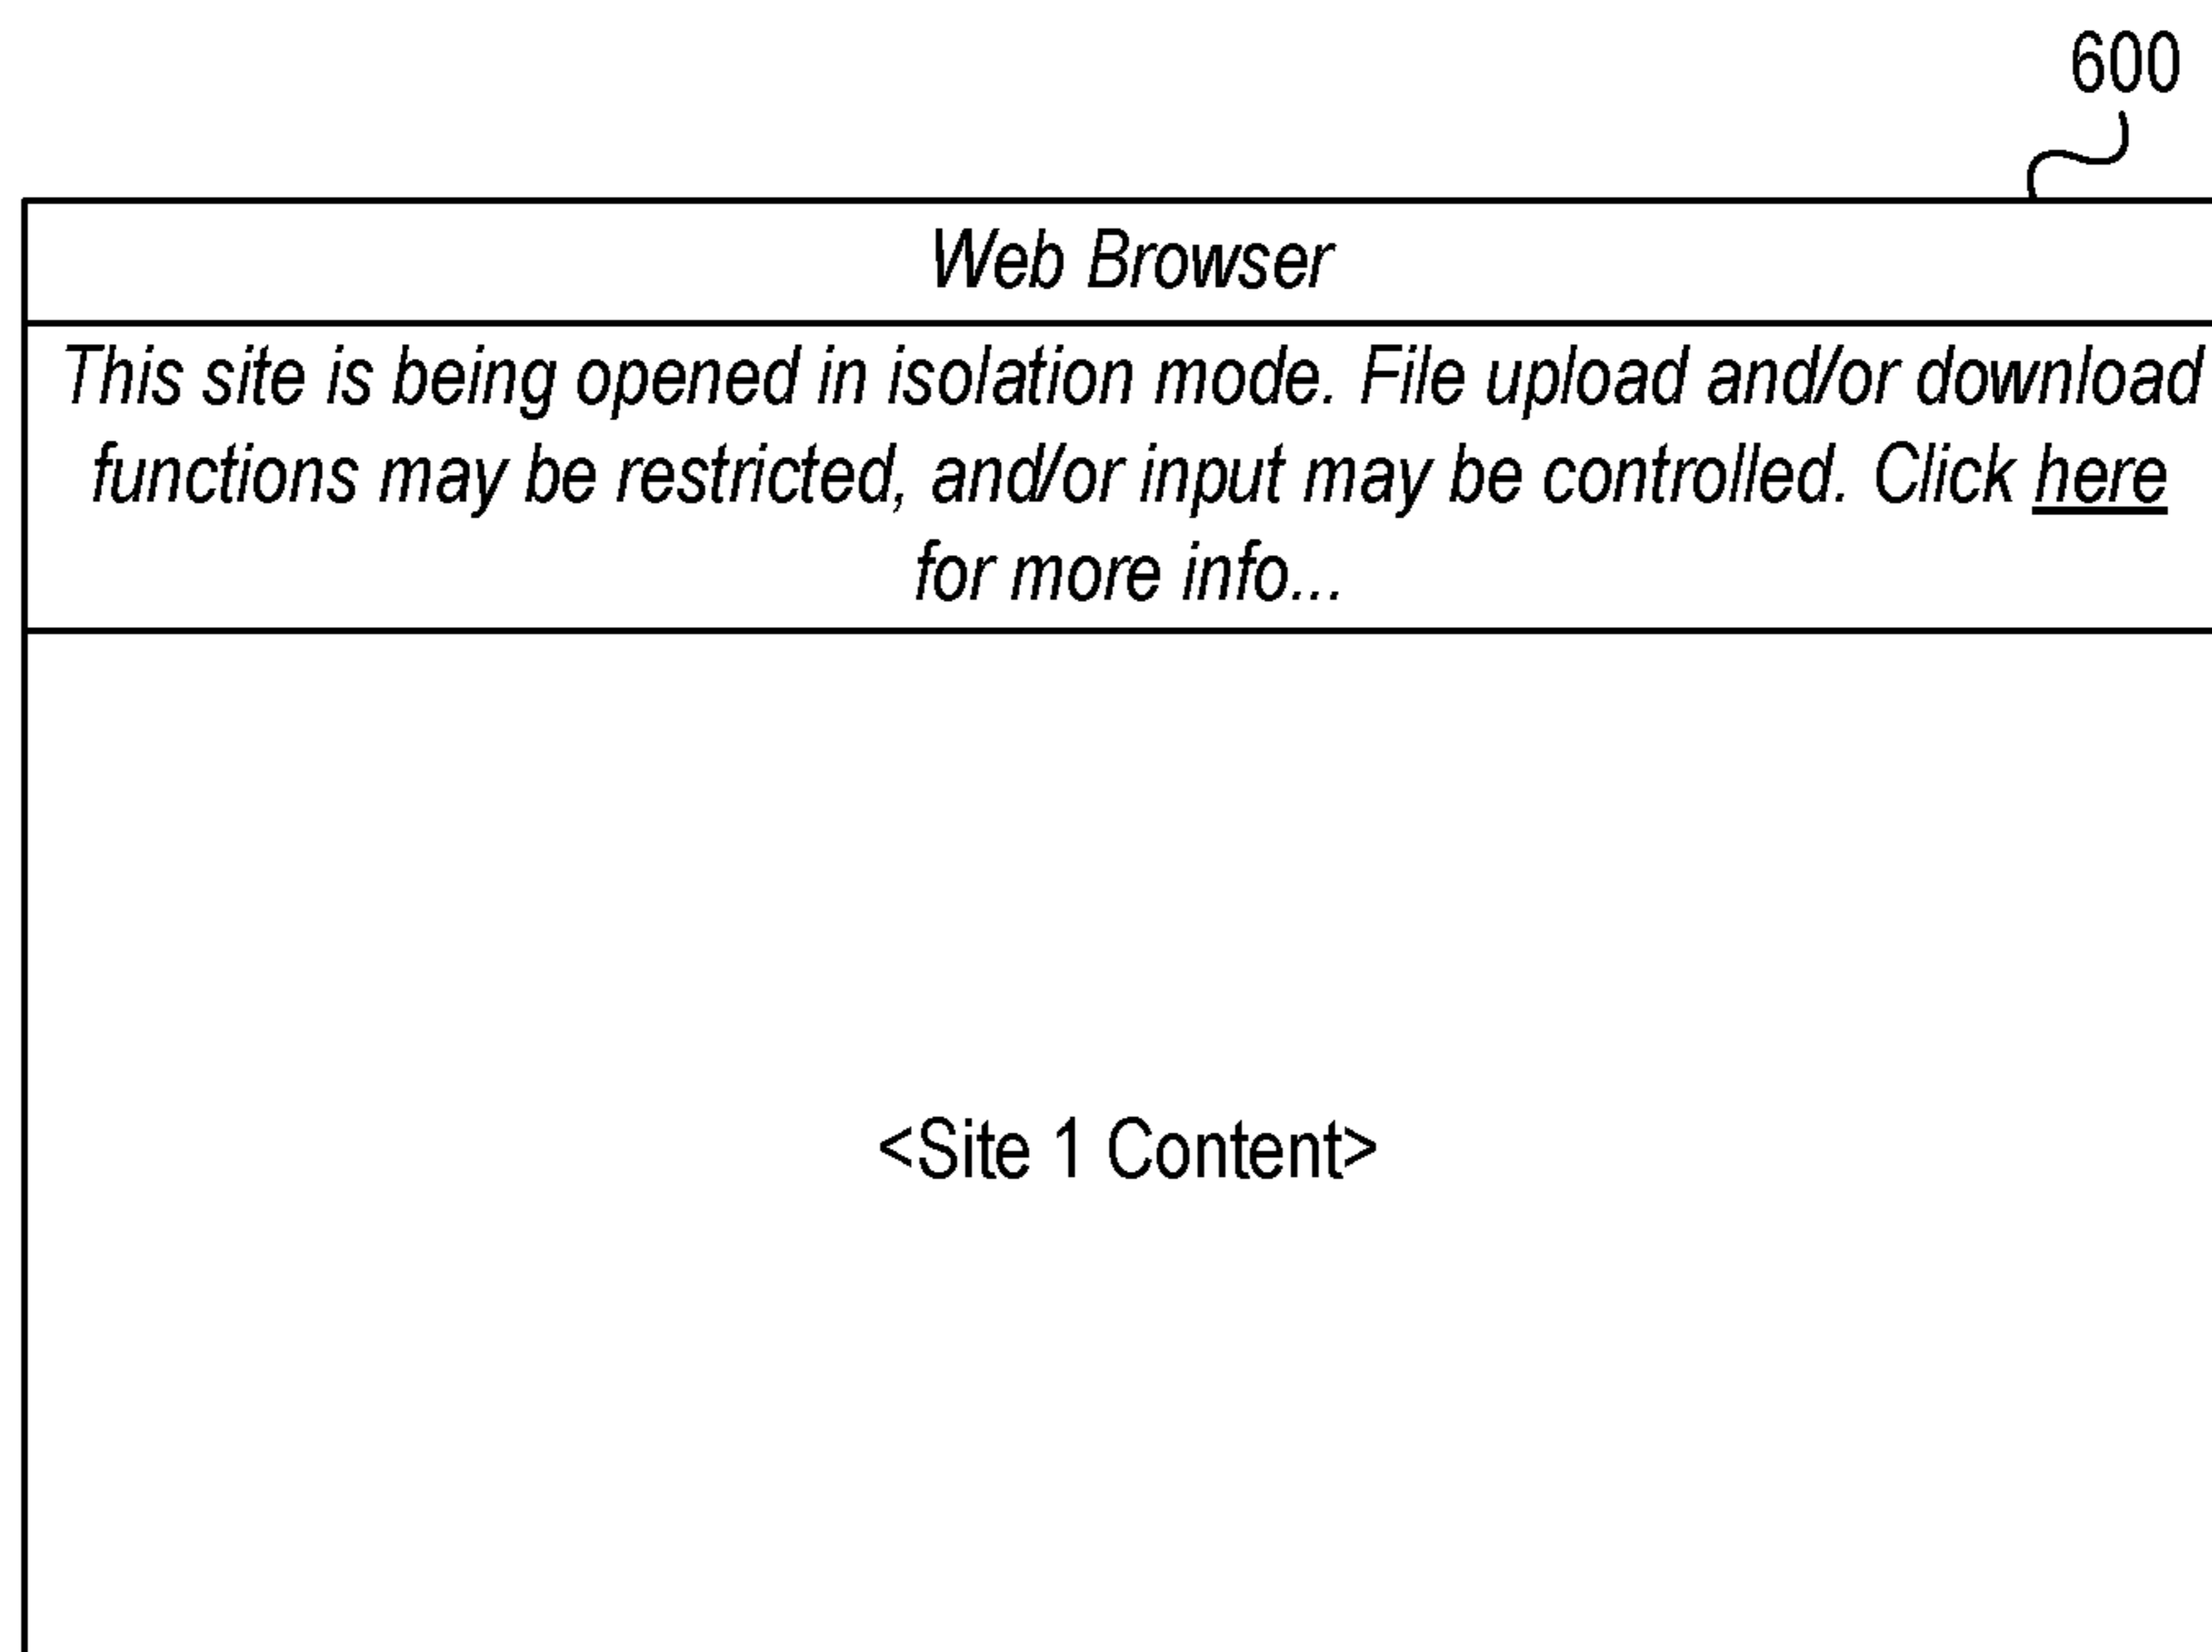 600
Web Browser
This site is being opened in isolation mode. File upload and/or download
functions may be restricted, and/or input may be controlled. Click here
for more info...
<Site 1 Content>